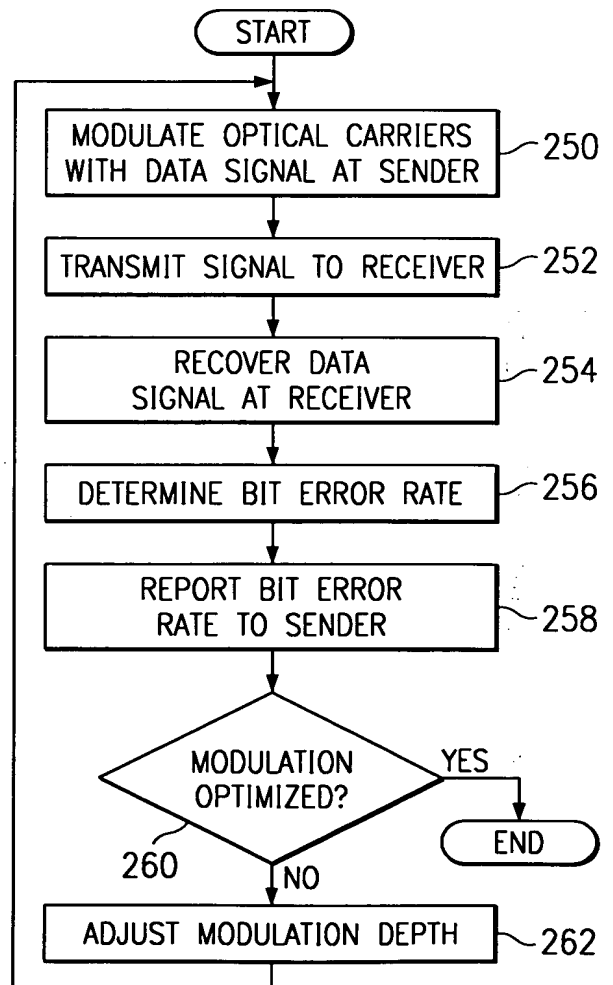 START
MODULATE OPTICAL CARRIERS
WITH DATA SIGNAL AT SENDER
250
TRANSMIT SIGNAL TO RECEIVER
252
RECOVER DATA
SIGNAL AT RECEIVER
254
DETERMINE BIT ERROR RATE
256
REPORT BIT ERROR
RATE TO SENDER
258
MODULATION
OPTIMIZED?
YES
END
260
NO
ADJUST MODULATION DEPTH
262